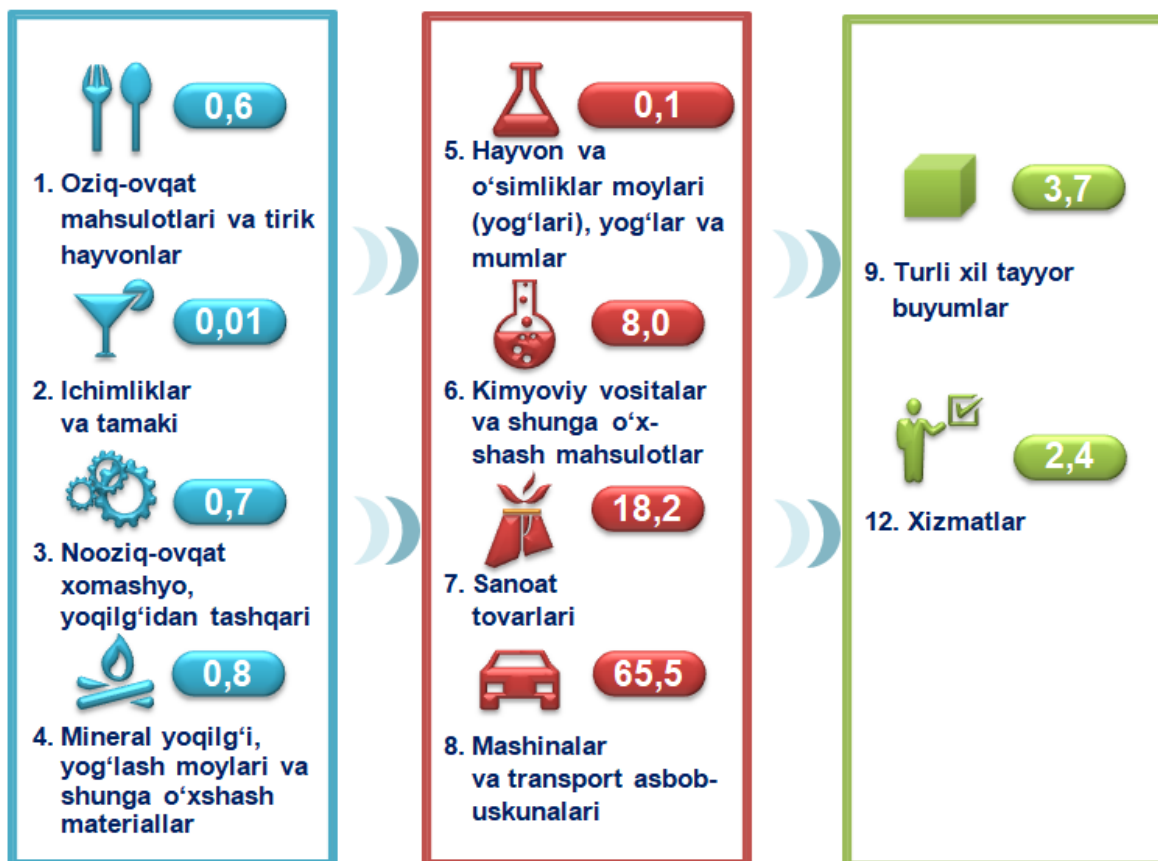 0,6
1. Oziq-ovqat
mahsulotlari va tirik
hayvonlar
0,01
2. Ichimliklar
va tamaki
0,7
3. Nooziq-ovqat
xomashyo,
yoqilg‘idan tashqari
0,8
4. Mineral yoqilg‘i,
yog‘lash moylari va
shunga o‘xshash
materiallar
0,1
5. Hayvon va
o‘simliklar moylari
(yog‘lari), yog‘lar va
mumlar
8,0
6. Kimyoviy vositalar
va shunga o‘x-
shash mahsulotlar
18,2
7. Sanoat
tovarlari
65,5
8. Mashinalar
va transport asbob-
uskunalari
3,7
9. Turli xil tayyor
buyumlar
2,4
12. Xizmatlar